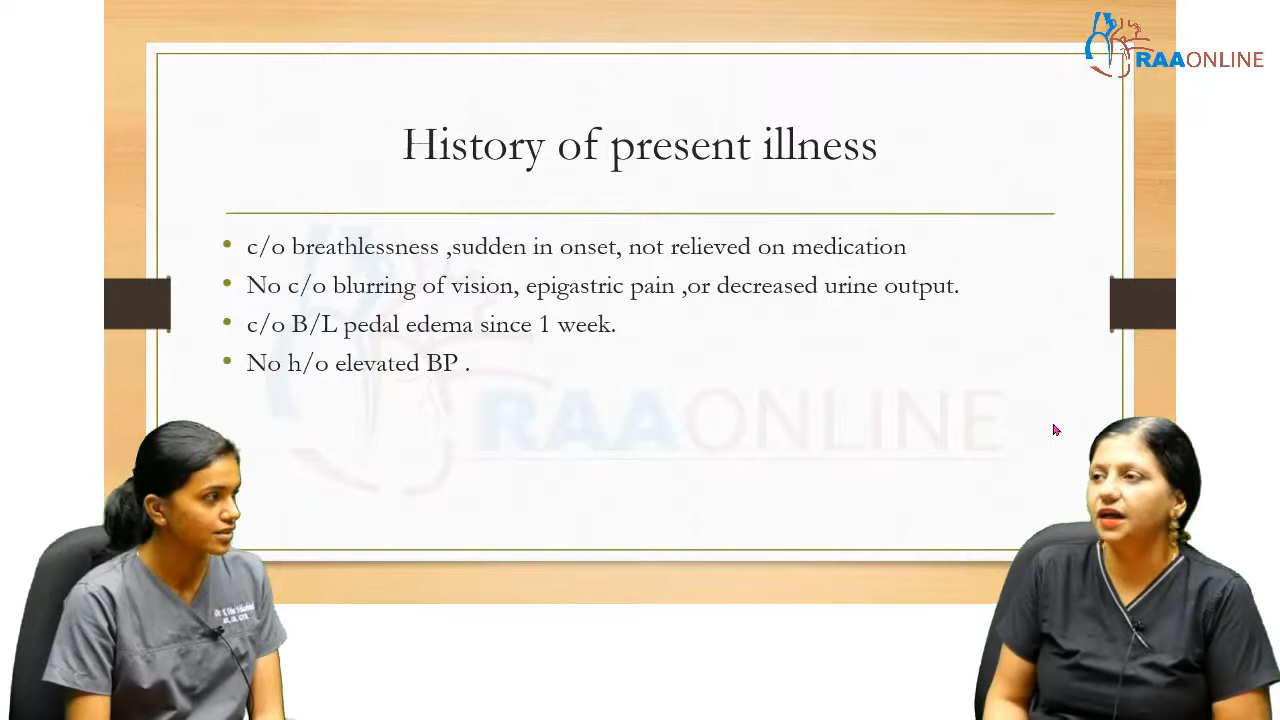 RAAONLINE
History of present illness
• c/o breathlessness ,sudden in onset, not relieved on medication
• No c/o blurring of vision, epigastric pain ,or decreased urine output.
• c/o B/L pedal edema since 1 week.
• No h/o elevated BP .
RAAONLINE